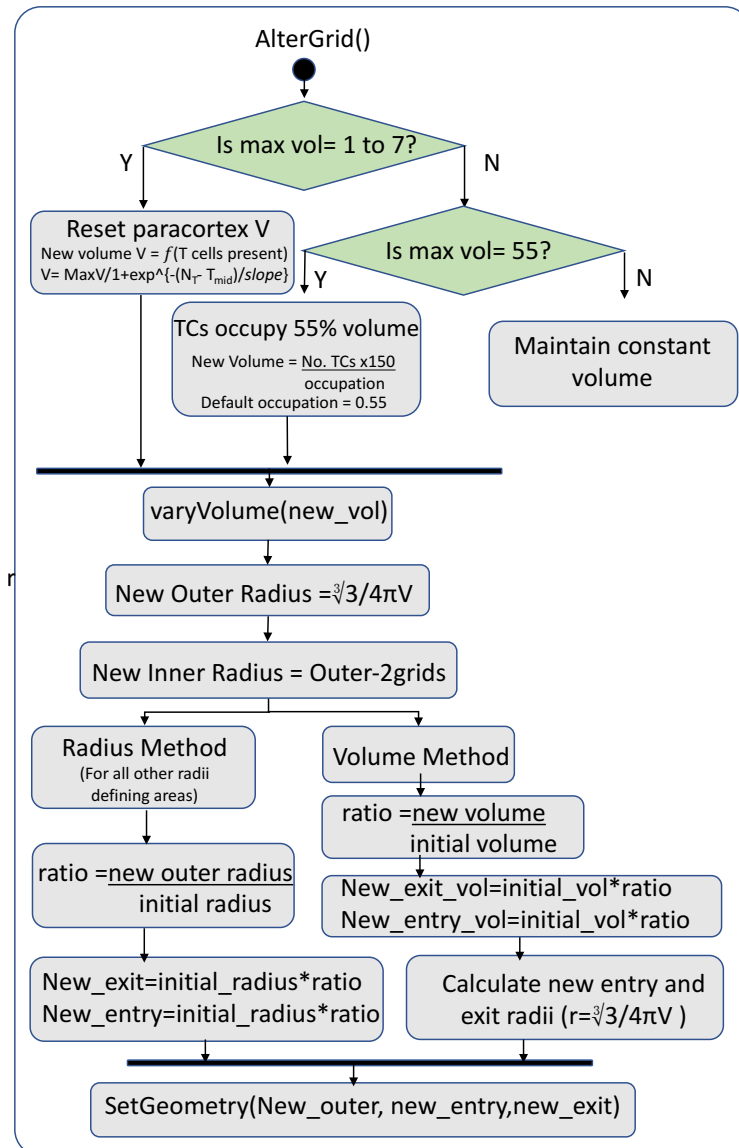 AlterGrid()
Is max vol= 1 to 7?
Y
N
Reset paracortex V
New volume V = f(T cells present)
V= MaxV/1+exp^{-(N_T- T_mid)/slope}
Is max vol= 55?
Y
N
TCs occupy 55% volume
New Volume = No. TCs x150
occupation
Default occupation = 0.55
Maintain constant
volume
varyVolume(new_vol)
r
New Outer Radius =∛3/4πV
New Inner Radius = Outer-2grids
Radius Method
(For all other radii
defining areas)
Volume Method
ratio =new volume
initial volume
ratio =new outer radius
initial radius
New_exit_vol=initial_vol*ratio
New_entry_vol=initial_vol*ratio
New_exit=initial_radius*ratio
New_entry=initial_radius*ratio
Calculate new entry and
exit radii (r=∛3/4πV )
SetGeometry(New_outer, new_entry,new_exit)